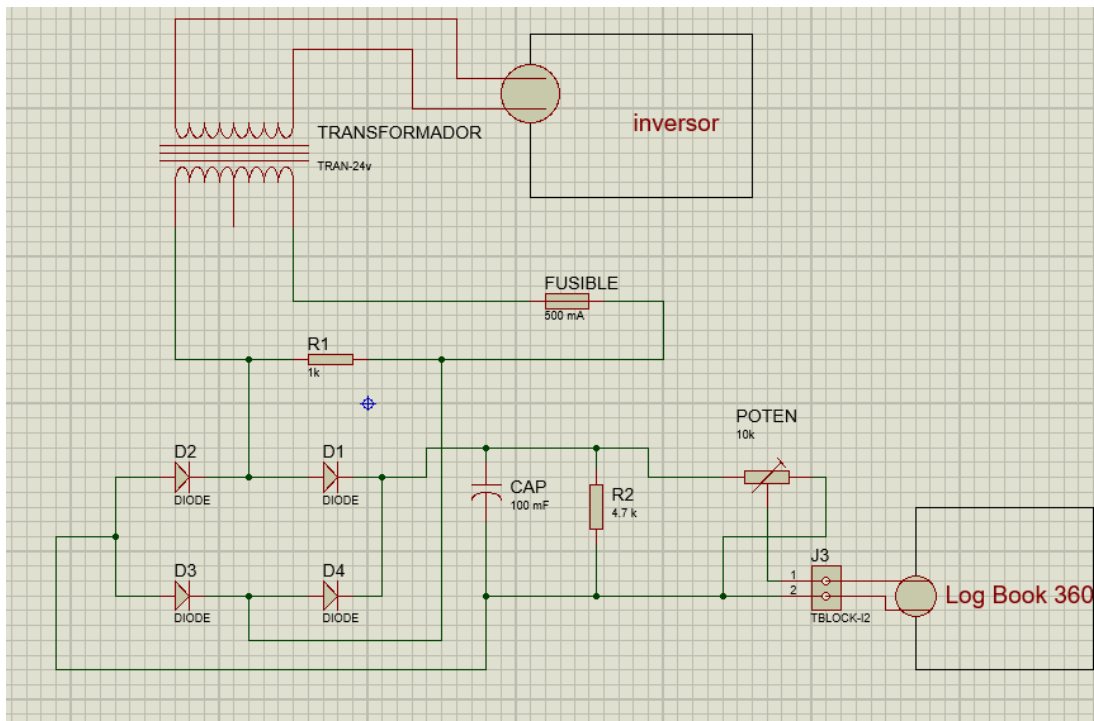 inversor
TRANSFORMADOR
TRAN-24v
FUSIBLE
500 mA
R1
1k
POTEN
10k
D2
DIODE
D1
DIODE
CAP
100 mF
R2
4.7 k
D3
DIODE
D4
DIODE
J3
1
2
TBLOCK-I2
Log Book 360